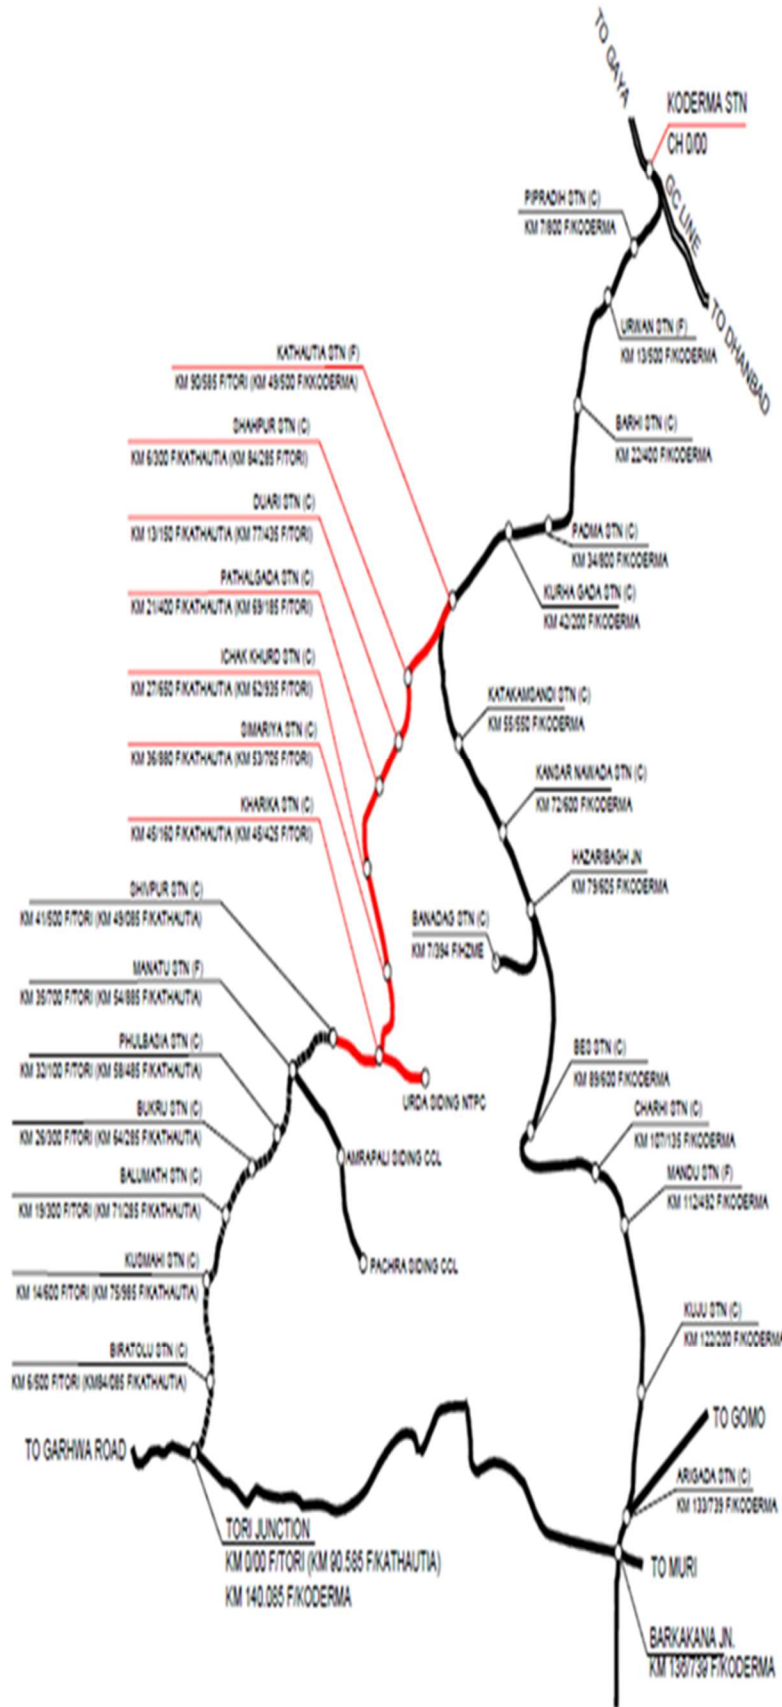 TO GAYA
KODERMA STN
CH 0/00
GC LINE
TO DHANBAD
PIPRADIH STN (C)
KM 7/800 F/KODERMA
URWAN STN (F)
KM 13/500 F/KODERMA
BARHI STN (C)
KM 22/400 F/KODERMA
PADMA STN (C)
KM 34/800 F/KODERMA
KURHA GADA STN (C)
KM 42/200 F/KODERMA
KATHAUTIA STN (F)
KM 90/585 F/TORI (KM 49/500 F/KKODERMA)
SHAHPUR STN (C)
KM 6/300 F/KATHAUTIA (KM 84/285 F/TORI)
DUARI STN (C)
KM 13/150 F/KATHAUTIA (KM 77/435 F/TORI)
PATHALGADA STN (C)
KM 21/400 F/KATHAUTIA (KM 69/185 F/TORI)
ICHAK KHURD STN (C)
KM 27/650 F/KATHAUTIA (KM 62/935 F/TORI)
SIMARIYA STN (C)
KM 36/880 F/KATHAUTIA (KM 53/705 F/TORI)
KHARIKA STN (C)
KM 45/160 F/KATHAUTIA (KM 45/425 F/TORI)
KATAKAMSANDI STN (C)
KM 55/550 F/KODERMA
KANSAR NAWADA STN (C)
KM 72/600 F/KODERMA
HAZARIBAGH JN
KM 79/605 F/KODERMA
BANADAG STN (C)
KM 7/394 F/HZME
SHIVPUR STN (C)
KM 41/500 F/TORI (KM 49/085 F/KATHAUTIA)
MANATU STN (F)
KM 35/700 F/TORI (KM 54/885 F/KATHAUTIA)
PHULBASIA STN (C)
KM 32/100 F/TORI (KM 58/485 F/KATHAUTIA)
BUKRU STN (C)
KM 26/300 F/TORI (KM 64/285 F/KATHAUTIA)
BALUMATH STN (C)
KM 19/300 F/TORI (KM 71/285 F/KATHAUTIA)
KUSMAHI STN (C)
KM 14/600 F/TORI (KM 75/985 F/KATHAUTIA)
BIRATOLU STN (C)
KM 6/500 F/TORI (KM84/085 F/KATHAUTIA)
URDA SIDING NTPC
AMRAPALI SIDING CCL
PACHRA SIDING CCL
BES STN (C)
KM 89/600 F/KODERMA
CHARHI STN (C)
KM 107/135 F/KODERMA
MANDU STN (F)
KM 112/492 F/KODERMA
KUJU STN (C)
KM 122/200 F/KODERMA
TO GOMO
ARIGADA STN (C)
KM 133/739 F/KODERMA
TO GARHWA ROAD
TORI JUNCTION
KM 0/00 F/TORI (KM 90.585 F/KATHAUTIA)
KM 140.085 F/KODERMA
TO MURI
BARKAKANA JN.
KM 136/739 F/KODERMA